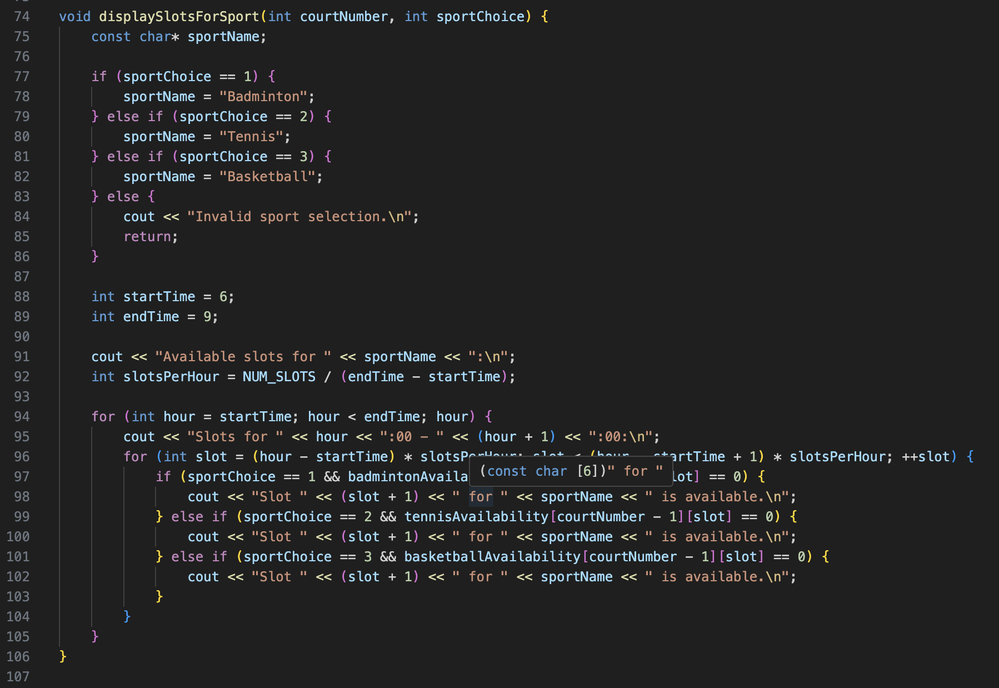 74 void displaySlotsForSport(int courtNumber, int sportChoice) {
75     const char* sportName;
76
77     if (sportChoice == 1) {
78         sportName = "Badminton";
79     } else if (sportChoice == 2) {
80         sportName = "Tennis";
81     } else if (sportChoice == 3) {
82         sportName = "Basketball";
83     } else {
84         cout << "Invalid sport selection.\n";
85         return;
86     }
87
88     int startTime = 6;
89     int endTime = 9;
90
91     cout << "Available slots for " << sportName << ":\n";
92     int slotsPerHour = NUM_SLOTS / (endTime - startTime);
93
94     for (int hour = startTime; hour < endTime; hour) {
95         cout << "Slots for " << hour << ":00 - " << (hour + 1) << ":00:\n";
96         for (int slot = (hour - startTime) * slotsPerHour; slot < (hour - startTime + 1) * slotsPerHour; ++slot) {
97             if (sportChoice == 1 && badmintonAvaila (const char [6])" for " lot] == 0) {
98                 cout << "Slot " << (slot + 1) << " for " << sportName << " is available.\n";
99             } else if (sportChoice == 2 && tennisAvailability[courtNumber - 1][slot] == 0) {
100                 cout << "Slot " << (slot + 1) << " for " << sportName << " is available.\n";
101             } else if (sportChoice == 3 && basketballAvailability[courtNumber - 1][slot] == 0) {
102                 cout << "Slot " << (slot + 1) << " for " << sportName << " is available.\n";
103             }
104         }
105     }
106 }
107